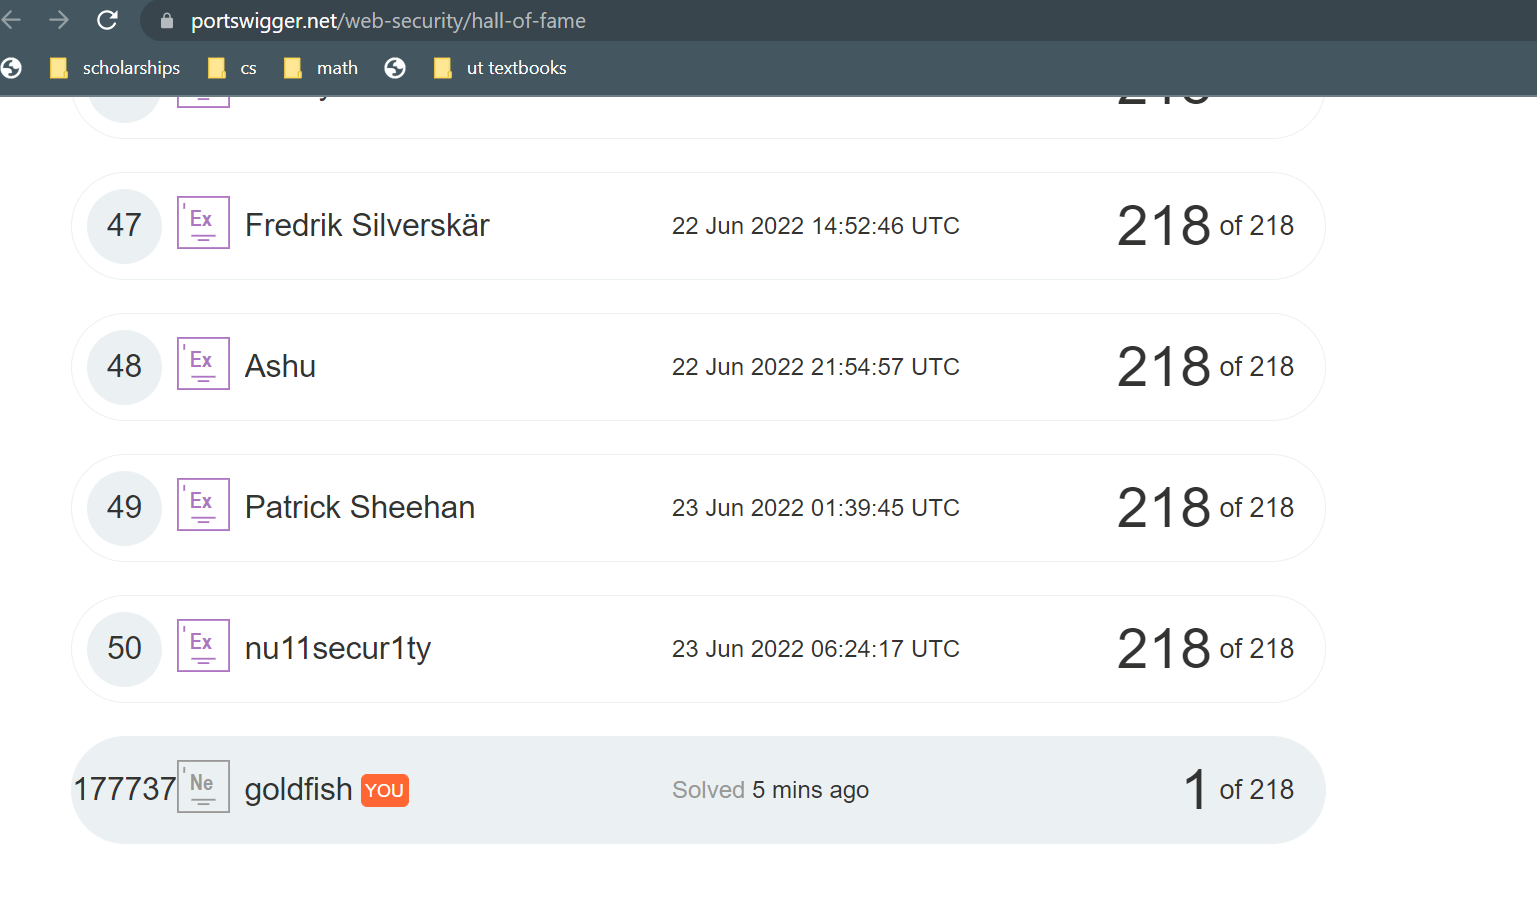 portswigger.net/web-security/hall-of-fame
scholarships cs math ut textbooks
47 Ex Fredrik Silverskär 22 Jun 2022 14:52:46 UTC 218 of 218
48 Ex Ashu 22 Jun 2022 21:54:57 UTC 218 of 218
49 Ex Patrick Sheehan 23 Jun 2022 01:39:45 UTC 218 of 218
50 Ex nu11secur1ty 23 Jun 2022 06:24:17 UTC 218 of 218
177737 Ne goldfish YOU Solved 5 mins ago 1 of 218